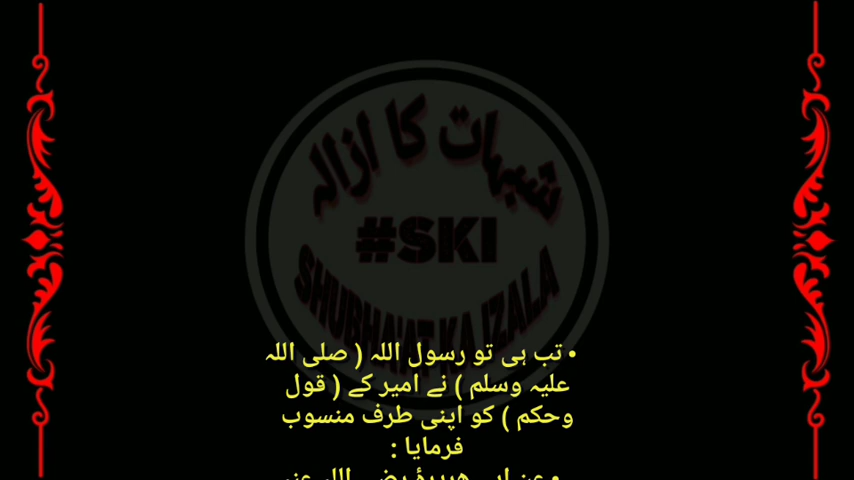 شبہات کا ازالہ
#SKI
SHUBHAAT KA IZALA
• تب ہی تو رسول اللہ ( صلی اللہ
علیہ وسلم ) نے امیر کے ( قول
وحکم ) کو اپنی طرف منسوب
فرمایا :